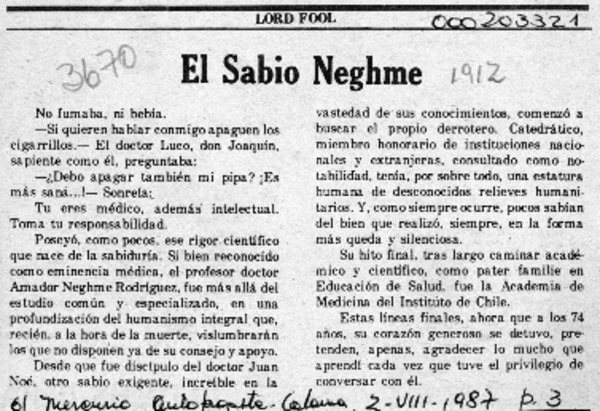 LORD FOOL
000203321
3670
El Sabio Neghme
1912
No fumaba, ni bebía.
—Si quieren hablar conmigo apaguen los
cigarrillos.— El doctor Luco, don Joaquín,
sapiente como él, preguntaba:
—¿Debo apagar también mi pipa? ¡Es
más sana...!— Sonreía:
Tu eres médico, además intelectual.
Toma tu responsabilidad.
Poseyó, como pocos, ese rigor científico
que nace de la sabiduría. Si bien reconocido
como eminencia médica, el profesor doctor
Amador Neghme Rodríguez, fue más allá del
estudio común y especializado, en una
profundización del humanismo integral que,
recién, a la hora de la muerte, vislumbrarán
los que no disponen ya de su consejo y apoyo.
Desde que fue discípulo del doctor Juan
Noé, otro sabio exigente, increíble en la
vastedad de sus conocimientos, comenzó a
buscar el propio derrotero. Catedrático,
miembro honorario de instituciones nacio-
nales y extranjeras, consultado como no-
tabilidad, tenía, por sobre todo, una estatura
humana de desconocidos relieves humani-
tarios. Y, como siempre ocurre, pocos sabían
del bien que realizó, siempre, en la forma
más queda y silenciosa.
Su hito final, tras largo caminar acadé-
mico y científico, como pater familie en
Educación de Salud, fue la Academia de
Medicina del Instituto de Chile.
Estas líneas finales, ahora que a los 74
años, su corazón generoso se detuvo, pre-
tenden, apenas, agradecer lo mucho que
aprendí cada vez que tuve el privilegio de
conversar con él.
El Mercurio Antofagasta-Calama, 2-VIII-1987 p. 3